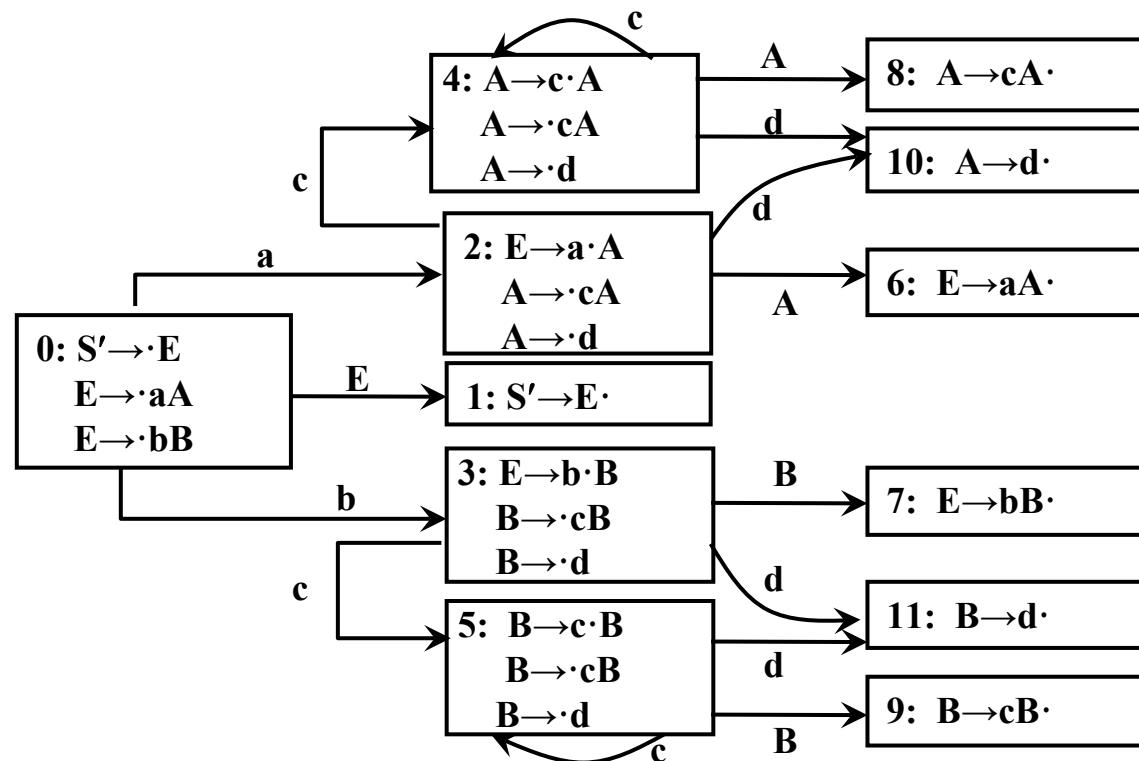 c
4: A→c·A
A→·cA
A→·d
A
8: A→cA·
d
10: A→d·
c
d
2: E→a·A
A→·cA
A→·d
A
6: E→aA·
a
0: S′→·E
E→·aA
E→·bB
E
1: S′→E·
b
3: E→b·B
B→·cB
B→·d
B
7: E→bB·
c
d
11: B→d·
5: B→c·B
B→·cB
B→·d
d
9: B→cB·
B
c